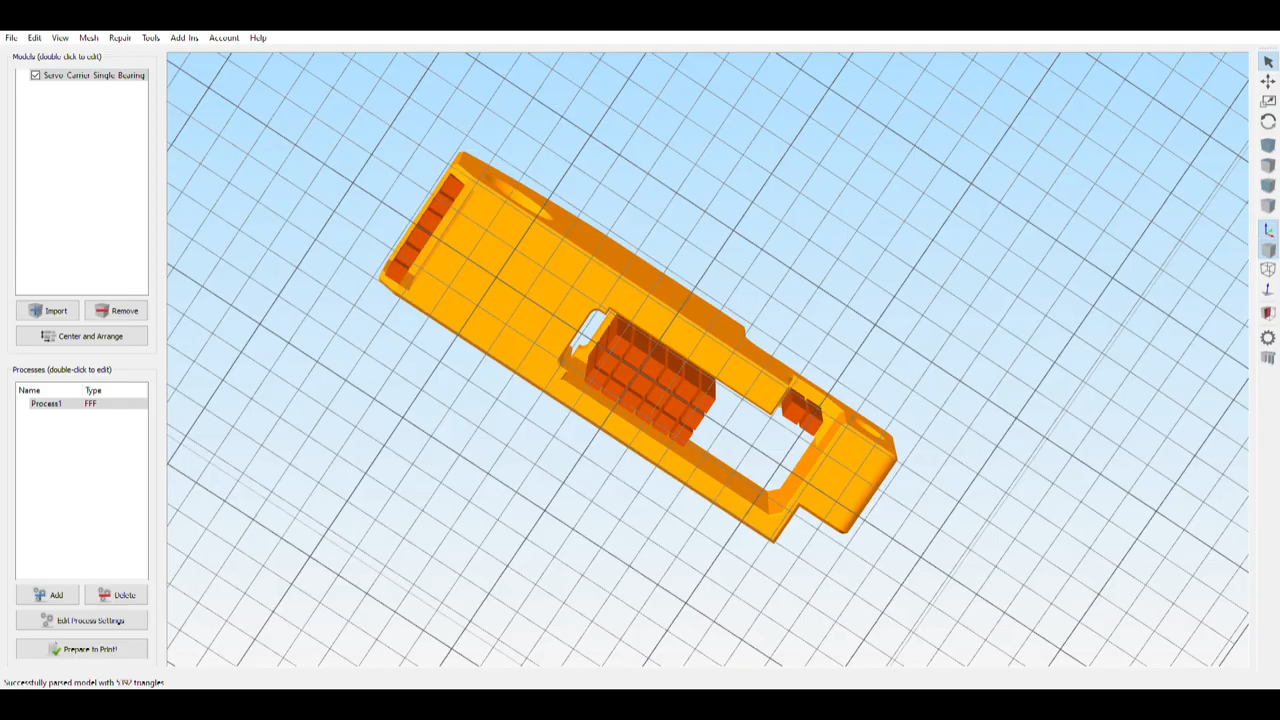 File Edit View Mesh Repair Tools Add-Ins Account Help
Models (double-click to edit)
Servo-Carrier-Single-Bearing
Import Remove
Center and Arrange
Processes (double-click to edit)
Name Type
Process1 FFF
Add Delete
Edit Process Settings
Prepare to Print!
Successfully parsed model with 5392 triangles